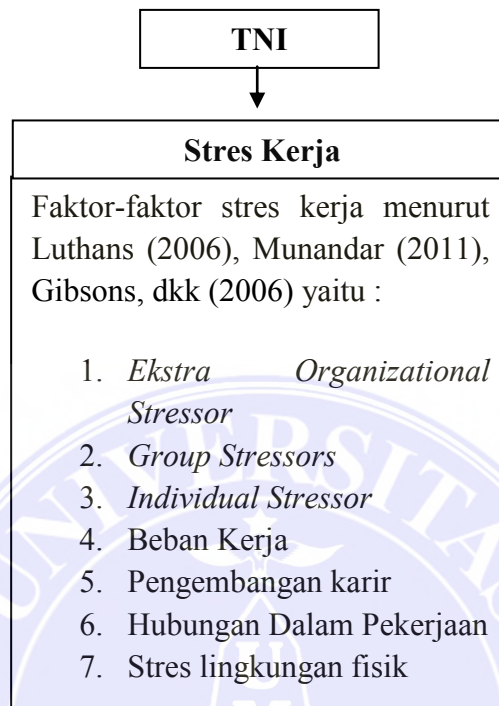 TNI
Stres Kerja
Faktor-faktor stres kerja menurut
Luthans (2006), Munandar (2011),
Gibsons, dkk (2006) yaitu :
1. Ekstra Organizational
Stressor
2. Group Stressors
3. Individual Stressor
4. Beban Kerja
5. Pengembangan karir
6. Hubungan Dalam Pekerjaan
7. Stres lingkungan fisik
UNIVERSITAS
U